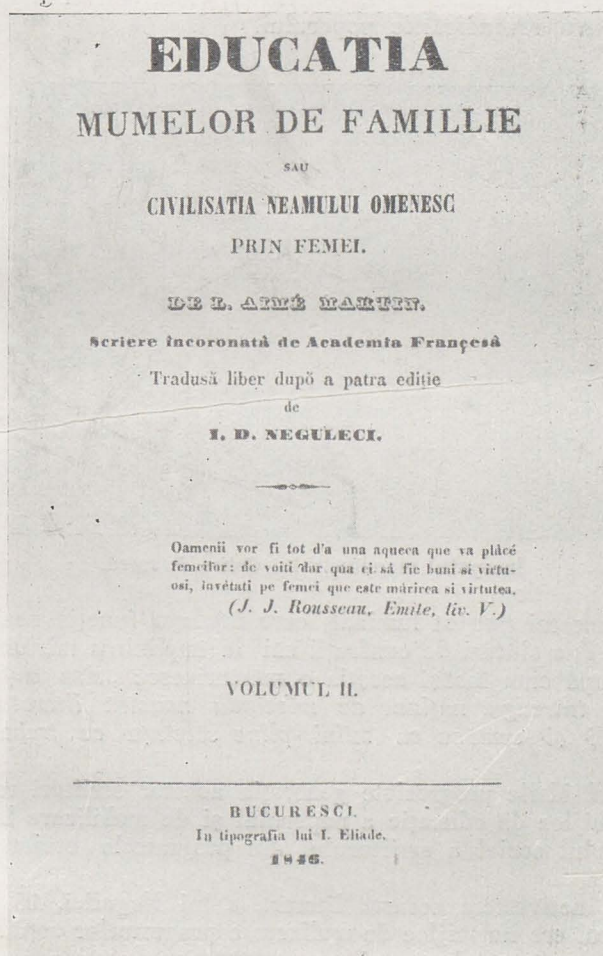 EDUCATIA
MUMELOR DE FAMILLIE
SAU
CIVILISATIA NEAMULUI OMENESC
PRIN FEMEI.
DE L. AIMÉ MARTIN.
Scriere incoronată de Academia Françesă
Tradusă liber dupŏ a patra ediție
de
I. D. NEGULECI.
Oamenii vor fi tot d'a una aqueea que va plăcé
femeilor: de voiti dar qua ei să fie buni si virtu-
osi, invêtati pe femei que este mărirea si virtutea.
(J. J. Rousseau, Emile, liv. V.)
VOLUMUL II.
BUCURESCI.
In tipografia lui I. Eliade.
1846.